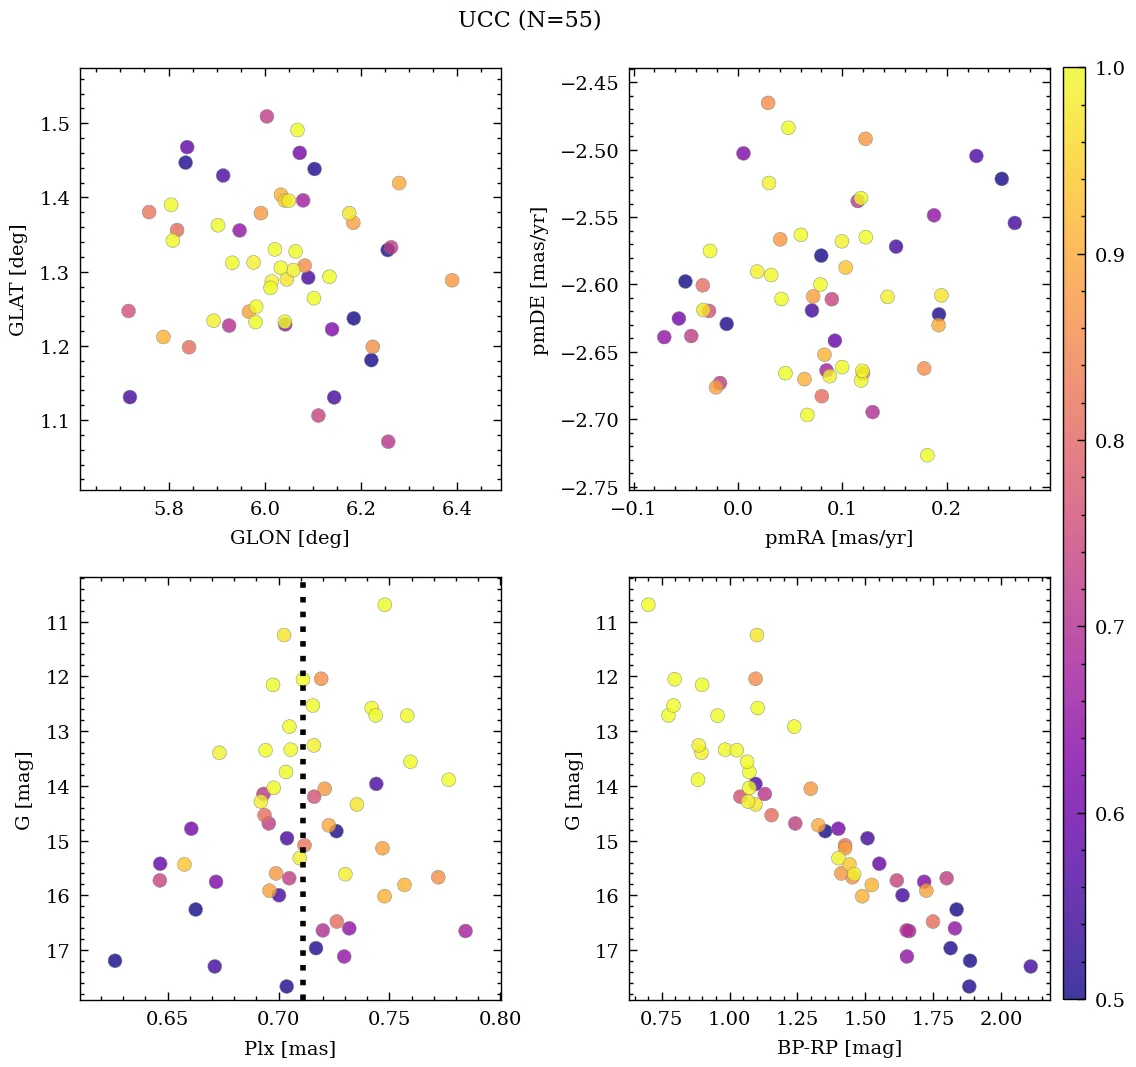 UCC (N=55)
1.5
1.4
1.3
1.2
1.1
GLAT [deg]
5.8 6.0 6.2 6.4
GLON [deg]
−2.45
−2.50
−2.55
−2.60
−2.65
−2.70
−2.75
pmDE [mas/yr]
−0.1 0.0 0.1 0.2
pmRA [mas/yr]
11
12
13
14
15
16
17
G [mag]
0.65 0.70 0.75 0.80
Plx [mas]
11
12
13
14
15
16
17
G [mag]
0.75 1.00 1.25 1.50 1.75 2.00
BP-RP [mag]
1.0
0.9
0.8
0.7
0.6
0.5